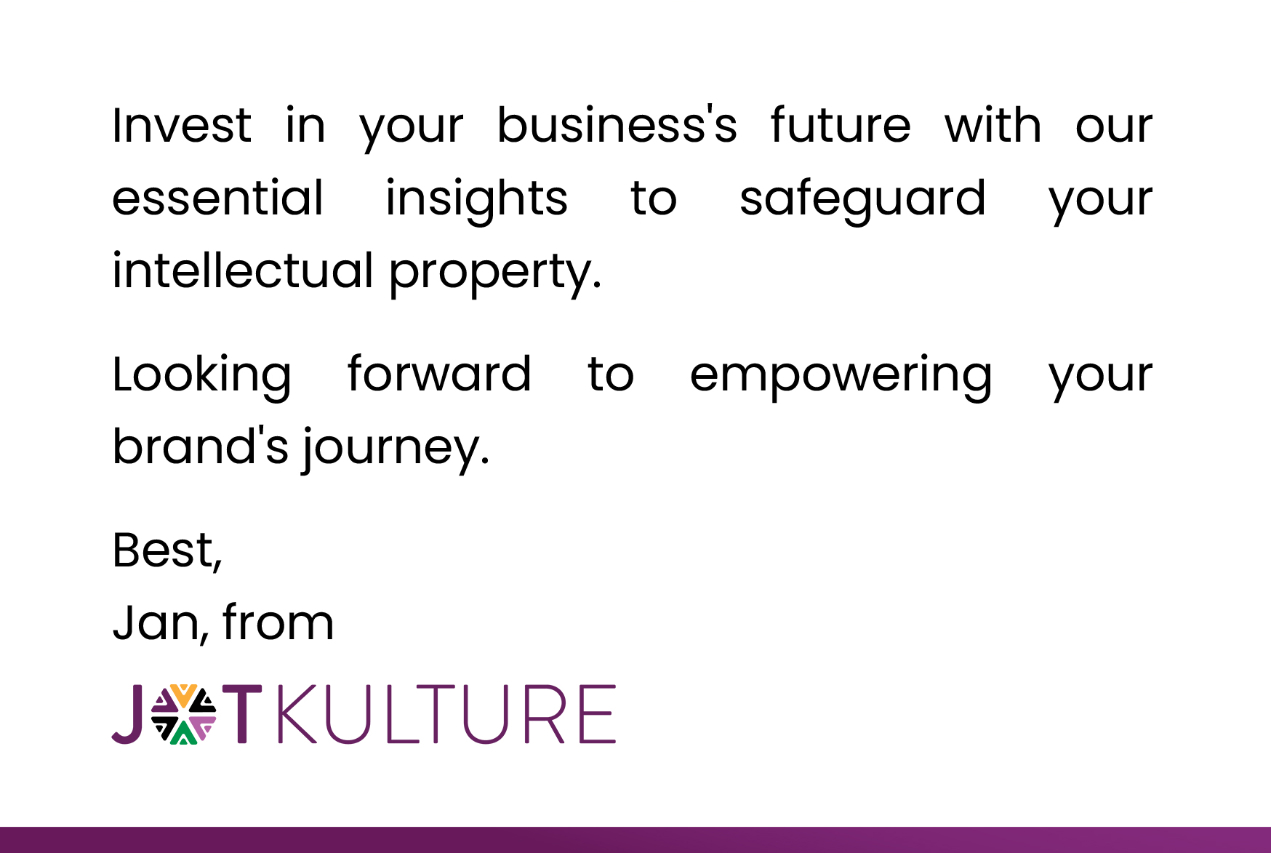 Invest in your business's future with our
essential insights to safeguard your
intellectual property.
Looking forward to empowering your
brand's journey.
Best,
Jan, from
JOTKULTURE